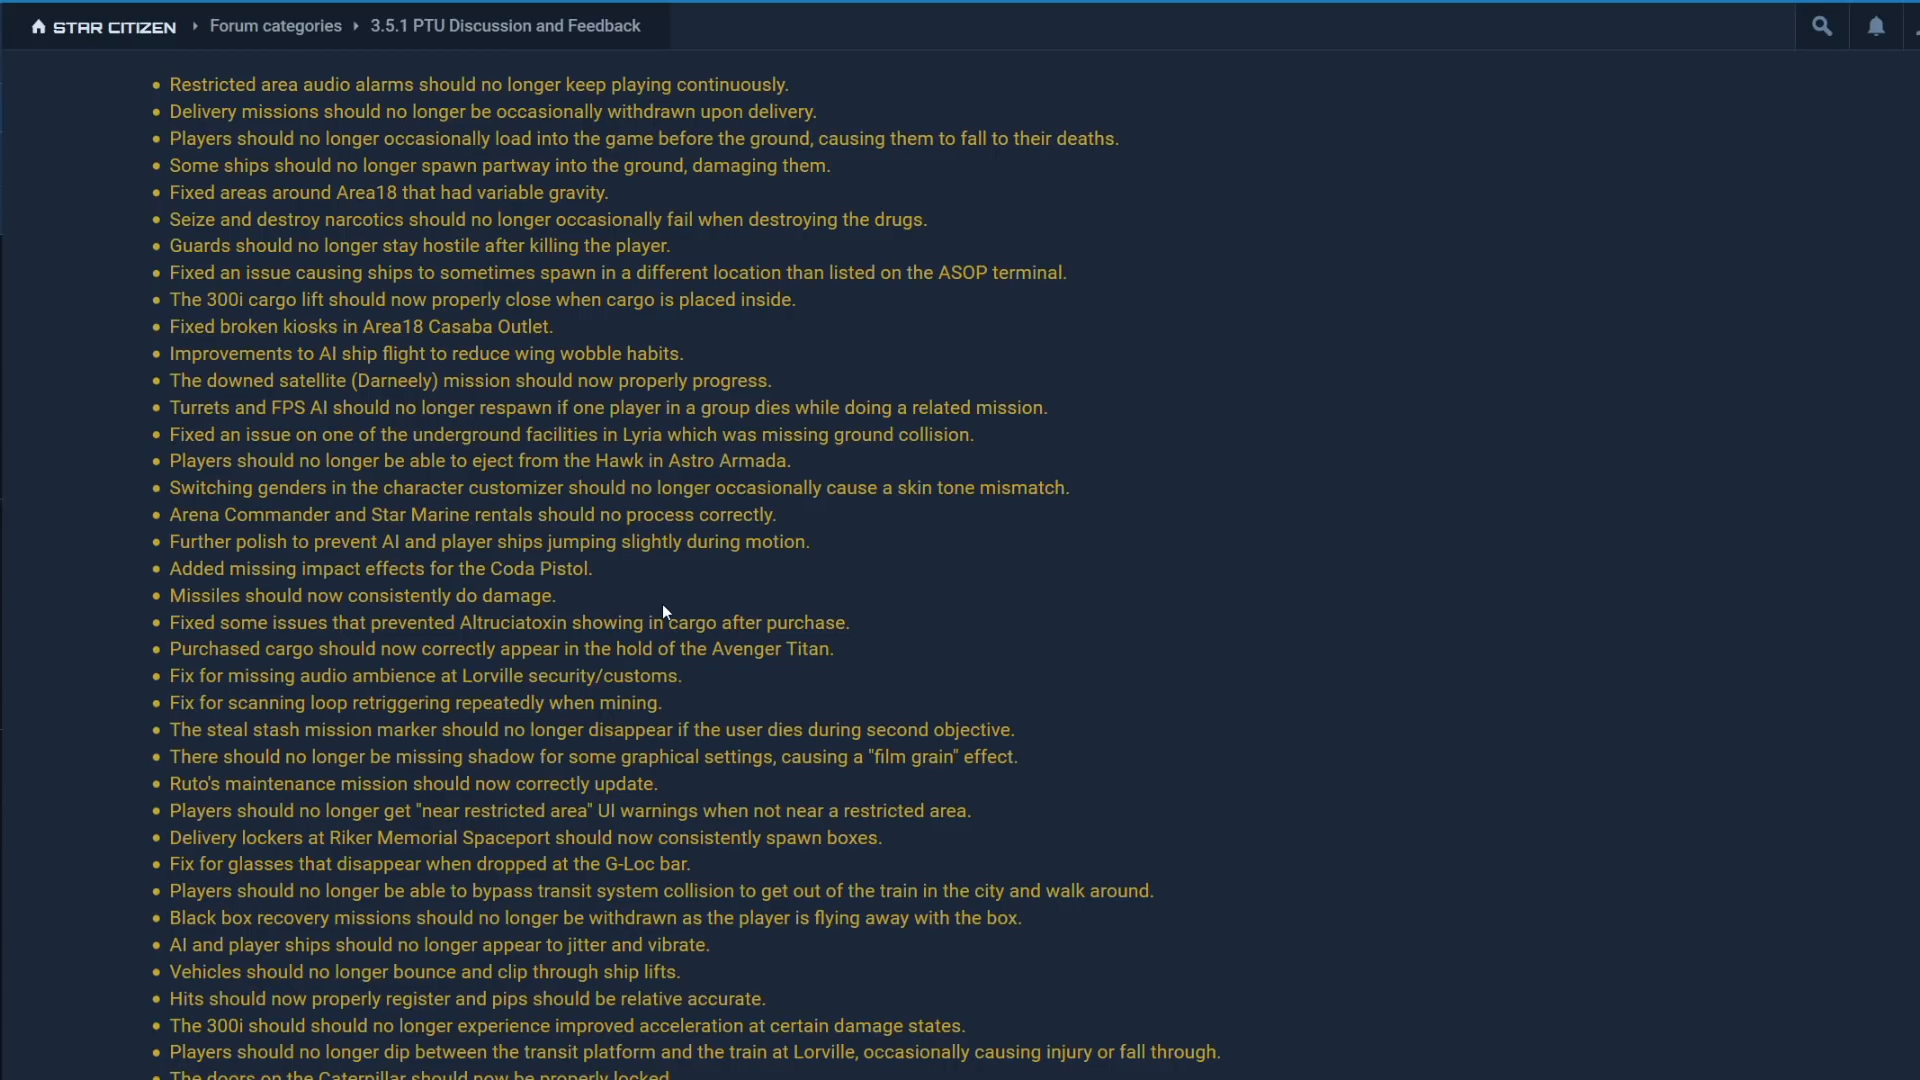 STAR CITIZEN Forum categories 3.5.1 PTU Discussion and Feedback
Restricted area audio alarms should no longer keep playing continuously.
Delivery missions should no longer be occasionally withdrawn upon delivery.
Players should no longer occasionally load into the game before the ground, causing them to fall to their deaths.
Some ships should no longer spawn partway into the ground, damaging them.
Fixed areas around Area18 that had variable gravity.
Seize and destroy narcotics should no longer occasionally fail when destroying the drugs.
Guards should no longer stay hostile after killing the player.
Fixed an issue causing ships to sometimes spawn in a different location than listed on the ASOP terminal.
The 300i cargo lift should now properly close when cargo is placed inside.
Fixed broken kiosks in Area18 Casaba Outlet.
Improvements to AI ship flight to reduce wing wobble habits.
The downed satellite (Darneely) mission should now properly progress.
Turrets and FPS AI should no longer respawn if one player in a group dies while doing a related mission.
Fixed an issue on one of the underground facilities in Lyria which was missing ground collision.
Players should no longer be able to eject from the Hawk in Astro Armada.
Switching genders in the character customizer should no longer occasionally cause a skin tone mismatch.
Arena Commander and Star Marine rentals should no process correctly.
Further polish to prevent AI and player ships jumping slightly during motion.
Added missing impact effects for the Coda Pistol.
Missiles should now consistently do damage.
Fixed some issues that prevented Altruciatoxin showing in cargo after purchase.
Purchased cargo should now correctly appear in the hold of the Avenger Titan.
Fix for missing audio ambience at Lorville security/customs.
Fix for scanning loop retriggering repeatedly when mining.
The steal stash mission marker should no longer disappear if the user dies during second objective.
There should no longer be missing shadow for some graphical settings, causing a "film grain" effect.
Ruto's maintenance mission should now correctly update.
Players should no longer get "near restricted area" UI warnings when not near a restricted area.
Delivery lockers at Riker Memorial Spaceport should now consistently spawn boxes.
Fix for glasses that disappear when dropped at the G-Loc bar.
Players should no longer be able to bypass transit system collision to get out of the train in the city and walk around.
Black box recovery missions should no longer be withdrawn as the player is flying away with the box.
AI and player ships should no longer appear to jitter and vibrate.
Vehicles should no longer bounce and clip through ship lifts.
Hits should now properly register and pips should be relative accurate.
The 300i should should no longer experience improved acceleration at certain damage states.
Players should no longer dip between the transit platform and the train at Lorville, occasionally causing injury or fall through.
The doors on the Caterpillar should now be properly locked.